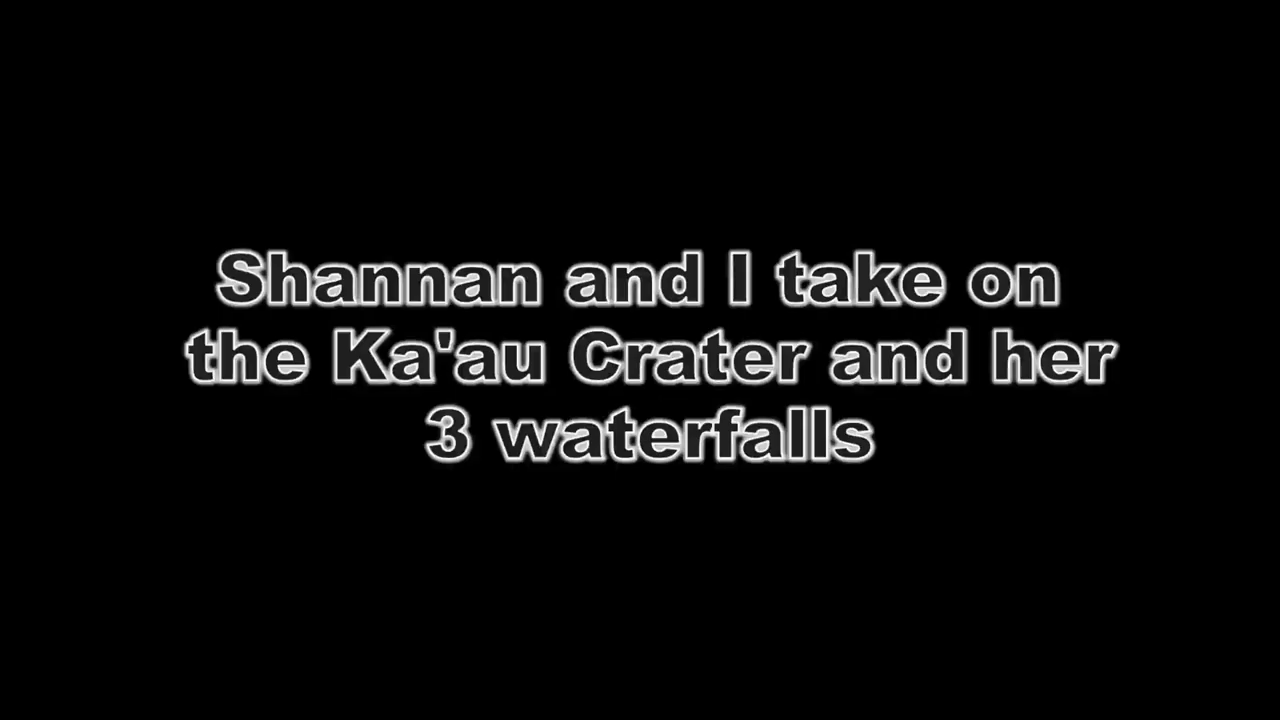 Shannan and I take on
the Ka'au Crater and her
3 waterfalls